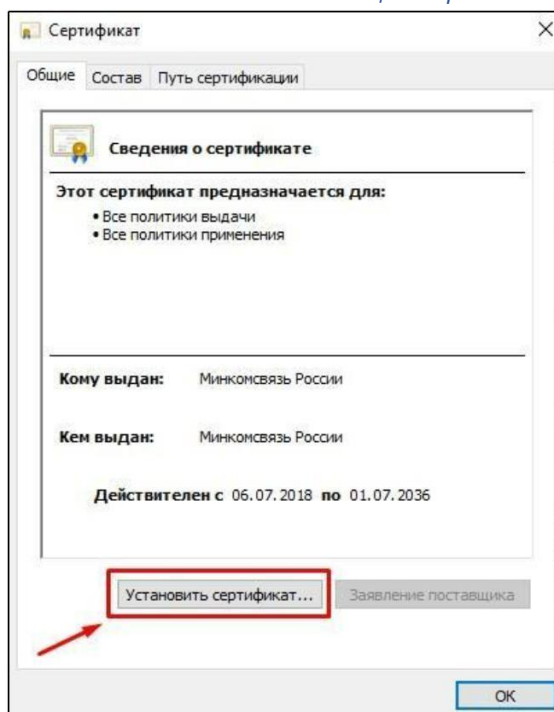 Сертификат
Общие Состав Путь сертификации
Сведения о сертификате
Этот сертификат предназначается для:
• Все политики выдачи
• Все политики применения
Кому выдан: Минкомсвязь России
Кем выдан: Минкомсвязь России
Действителен с 06.07.2018 по 01.07.2036
Установить сертификат... Заявление поставщика
ОК